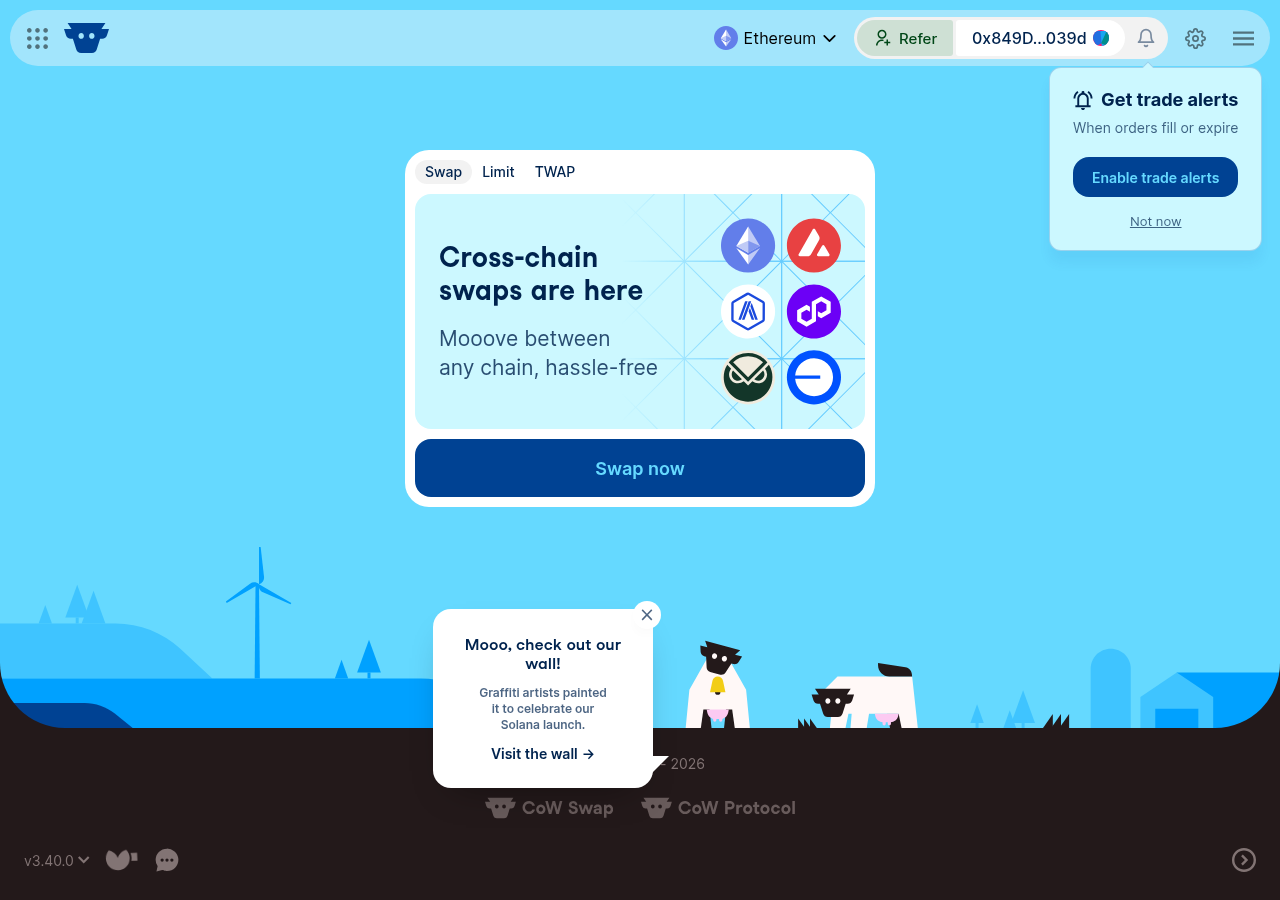 Ethereum
Refer
0x849D...039d
Get trade alerts
When orders fill or expire
Enable trade alerts
Not now
Swap
Limit
TWAP
Cross-chain
swaps are here
Mooove between
any chain, hassle-free
Swap now
Mooo, check out our
wall!
Graffiti artists painted
it to celebrate our
Solana launch.
Visit the wall →
- 2026
CoW Swap
CoW Protocol
v3.40.0